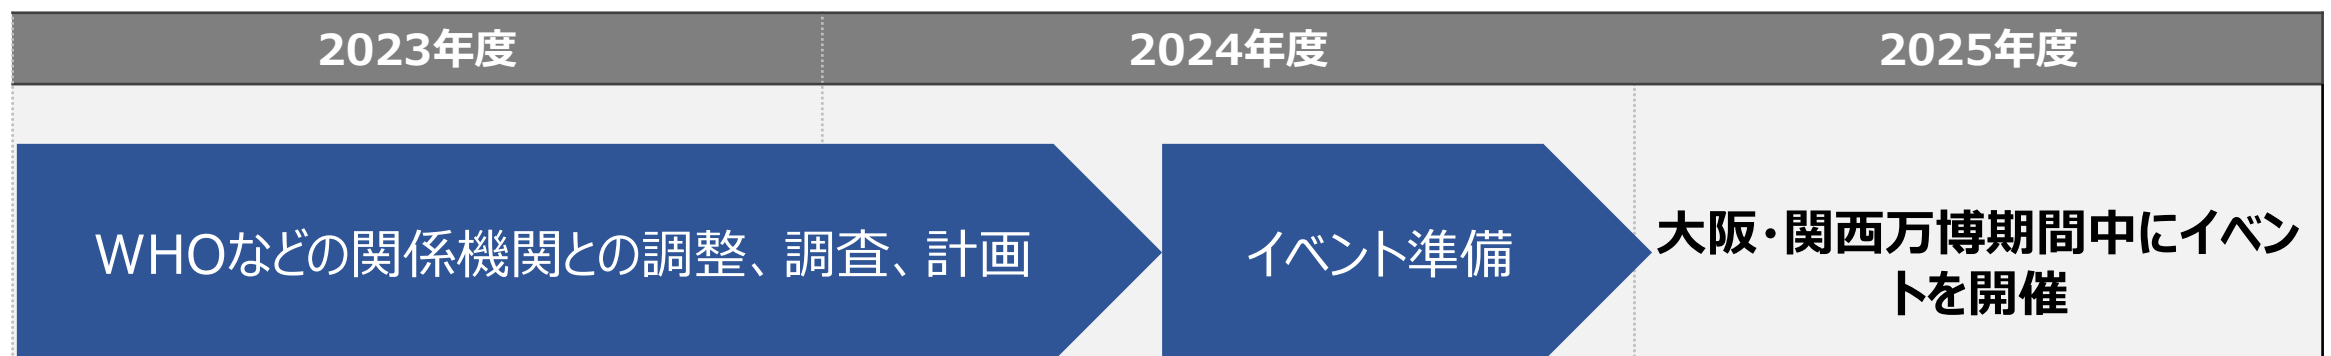 2023年度
2024年度
2025年度
WHOなどの関係機関との調整、調査、計画
イベント準備
大阪・関西万博期間中にイベン
トを開催